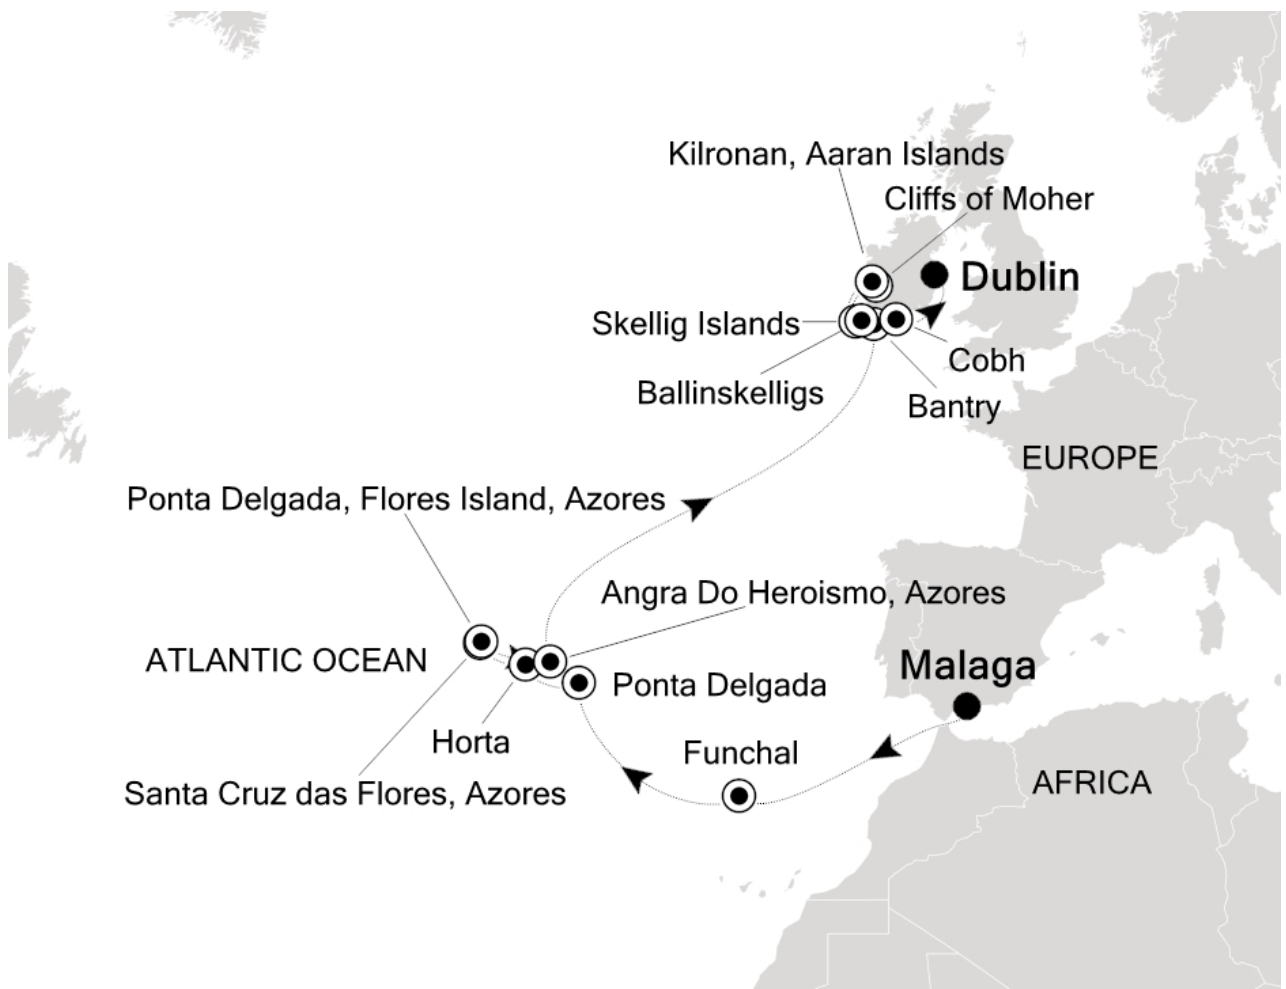 Kilronan, Aaran Islands
Cliffs of Moher
Dublin
Skellig Islands
Cobh
Ballinskelligs
Bantry
EUROPE
Ponta Delgada, Flores Island, Azores
Angra Do Heroismo, Azores
ATLANTIC OCEAN
Malaga
Ponta Delgada
Horta
Funchal
AFRICA
Santa Cruz das Flores, Azores